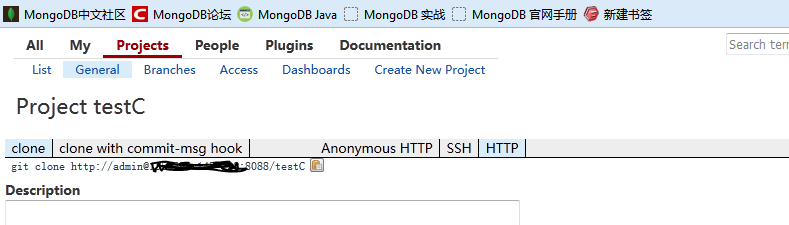 MongoDB中文社区 MongoDB论坛 MongoDB Java MongoDB 实战 MongoDB 官网手册 新建书签
All My Projects People Plugins Documentation
Search ter
List General Branches Access Dashboards Create New Project
Project testC
clone clone with commit-msg hook Anonymous HTTP SSH HTTP
git clone http://admin@ :8088/testC
Description